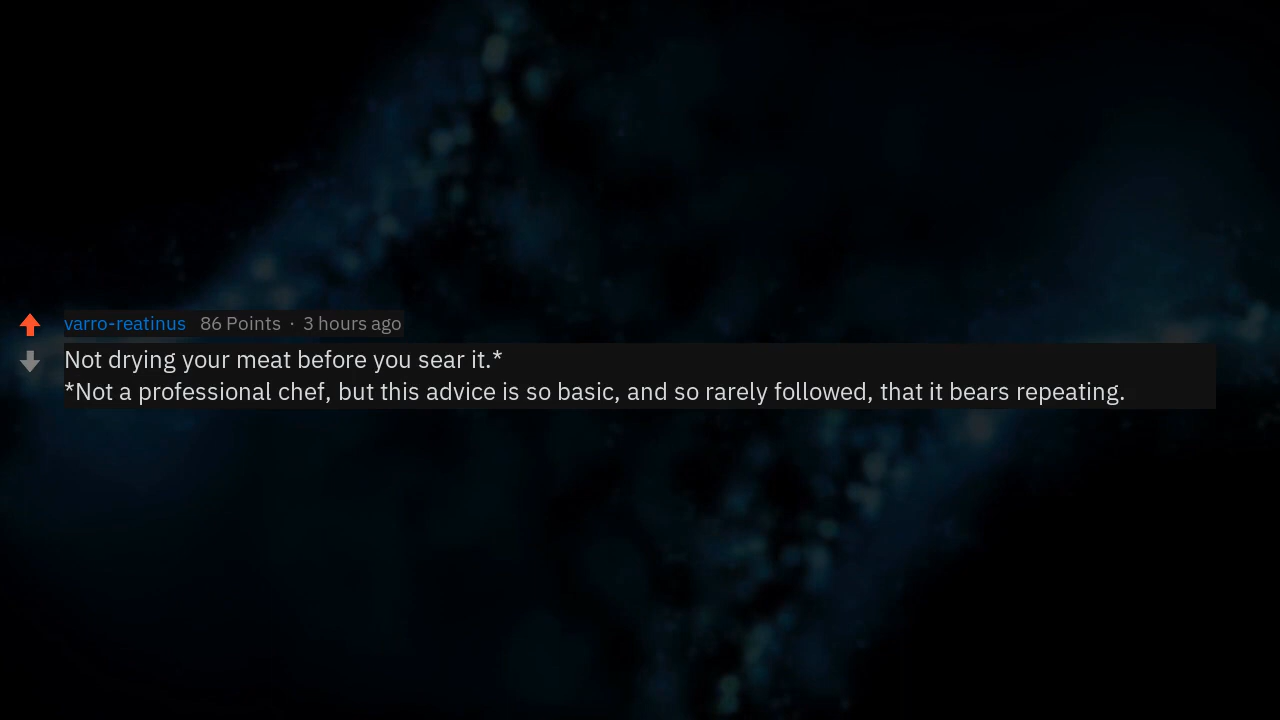 varro-reatinus 86 Points · 3 hours ago
Not drying your meat before you sear it.*
*Not a professional chef, but this advice is so basic, and so rarely followed, that it bears repeating.